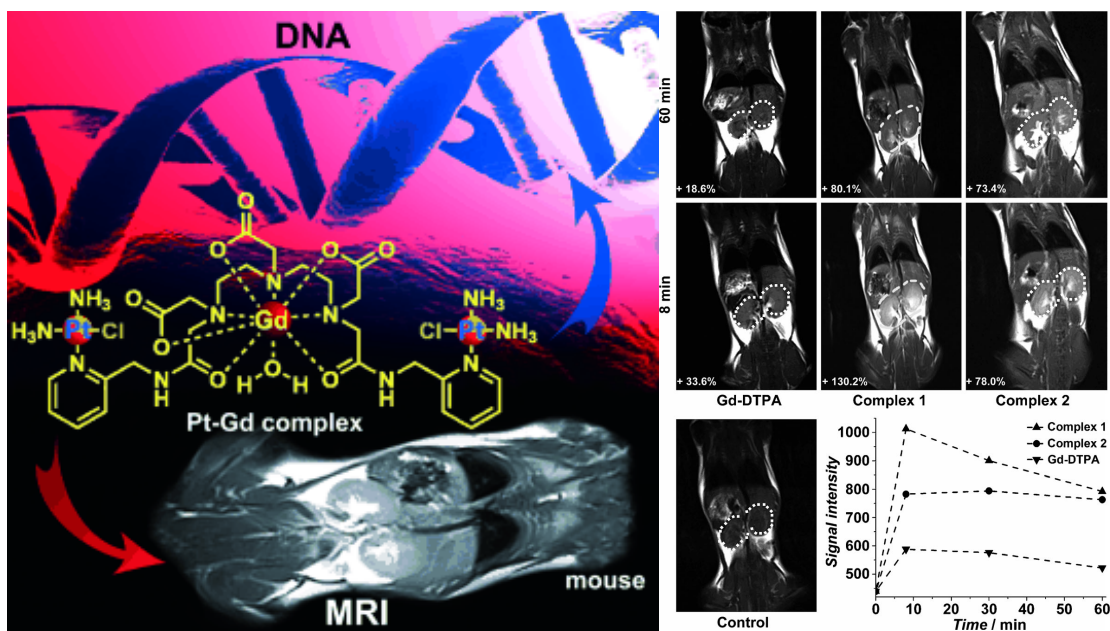 DNA
O
O
O
O
N
NH₃
H₃N
Pt
Cl
N
O
O
N
Gd
N
NH₃
Cl
Pt
NH₃
N
N
H
O
O
H
H
O
H
N
N
Pt-Gd complex
mouse
MRI
60 min
+ 18.6%
+ 80.1%
+ 73.4%
8 min
+ 33.6%
+ 130.2%
+ 78.0%
Gd-DTPA
Complex 1
Complex 2
Control
Signal intensity
1000
900
800
700
600
500
Complex 1
Complex 2
Gd-DTPA
0
10
20
30
40
50
60
Time / min